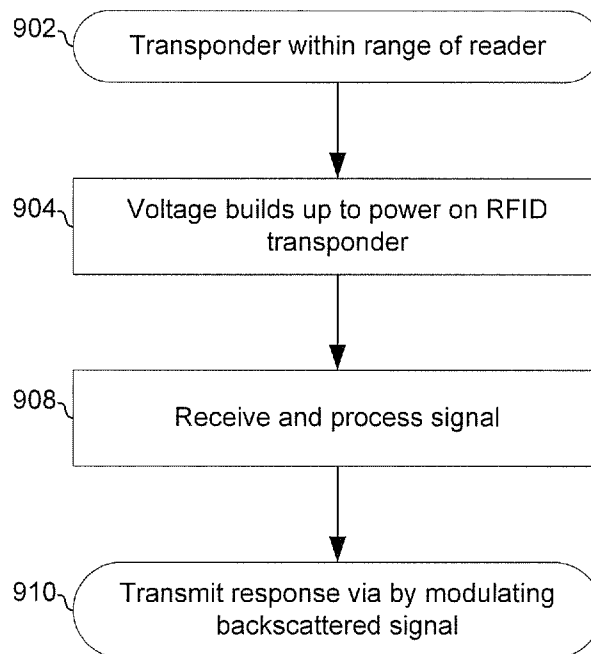 902
Transponder within range of reader
904
Voltage builds up to power on RFID
transponder
908
Receive and process signal
910
Transmit response via by modulating
backscattered signal